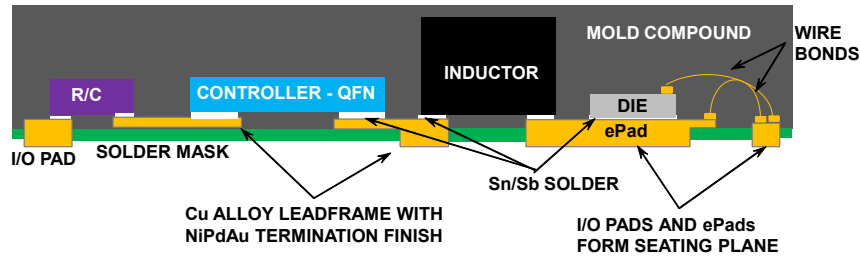 MOLD COMPOUND
WIRE
BONDS
INDUCTOR
R/C
CONTROLLER - QFN
DIE
ePad
I/O PAD
SOLDER MASK
Sn/Sb SOLDER
Cu ALLOY LEADFRAME WITH
NiPdAu TERMINATION FINISH
I/O PADS AND ePads
FORM SEATING PLANE